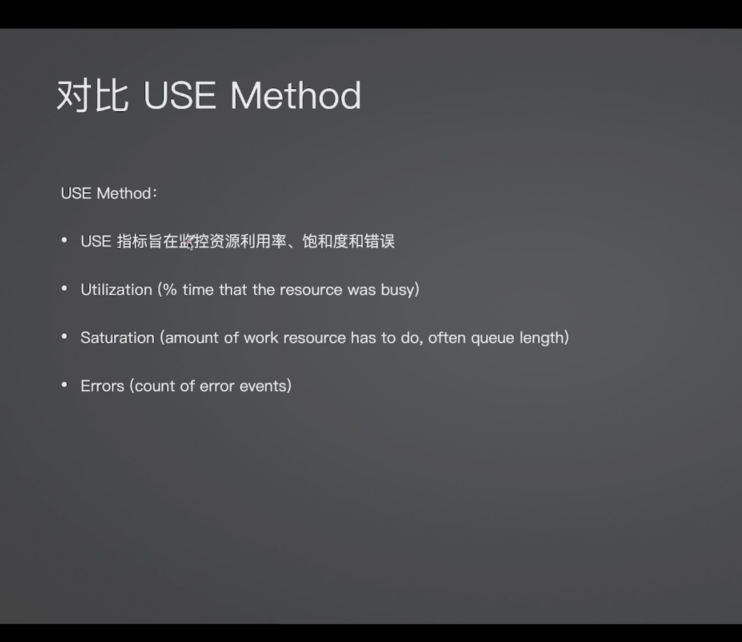 对比 USE Method
USE Method：
• USE 指标旨在监控资源利用率、饱和度和错误
• Utilization (% time that the resource was busy)
• Saturation (amount of work resource has to do, often queue length)
• Errors (count of error events)